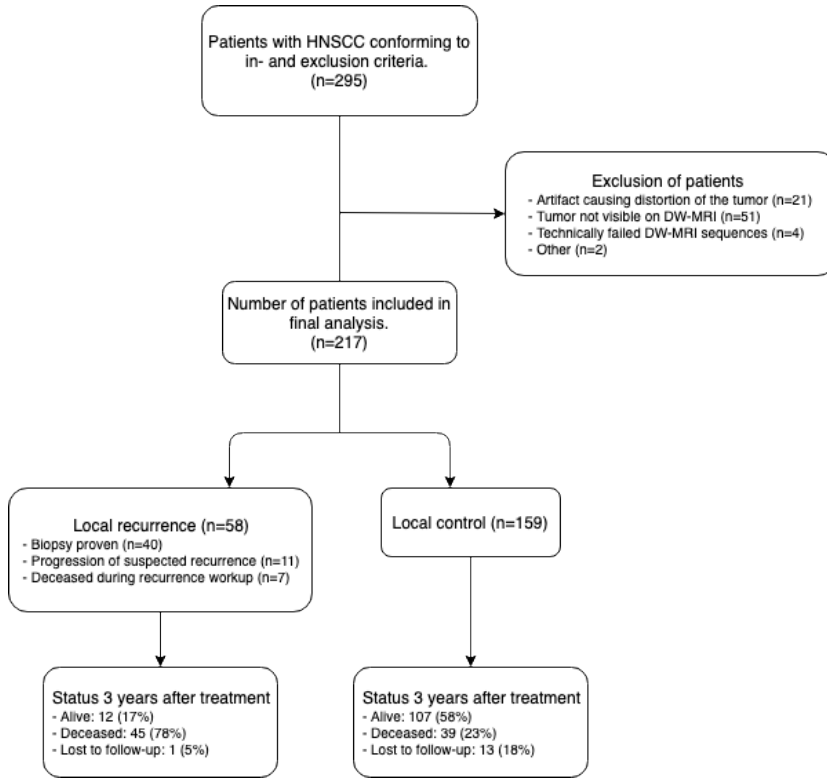 Patients with HNSCC conforming to
in- and exclusion criteria.
(n=295)
Exclusion of patients
- Artifact causing distortion of the tumor (n=21)
- Tumor not visible on DW-MRI (n=51)
- Technically failed DW-MRI sequences (n=4)
- Other (n=2)
Number of patients included in
final analysis.
(n=217)
Local recurrence (n=58)
- Biopsy proven (n=40)
- Progression of suspected recurrence (n=11)
- Deceased during recurrence workup (n=7)
Local control (n=159)
Status 3 years after treatment
- Alive: 12 (17%)
- Deceased: 45 (78%)
- Lost to follow-up: 1 (5%)
Status 3 years after treatment
- Alive: 107 (58%)
- Deceased: 39 (23%)
- Lost to follow-up: 13 (18%)